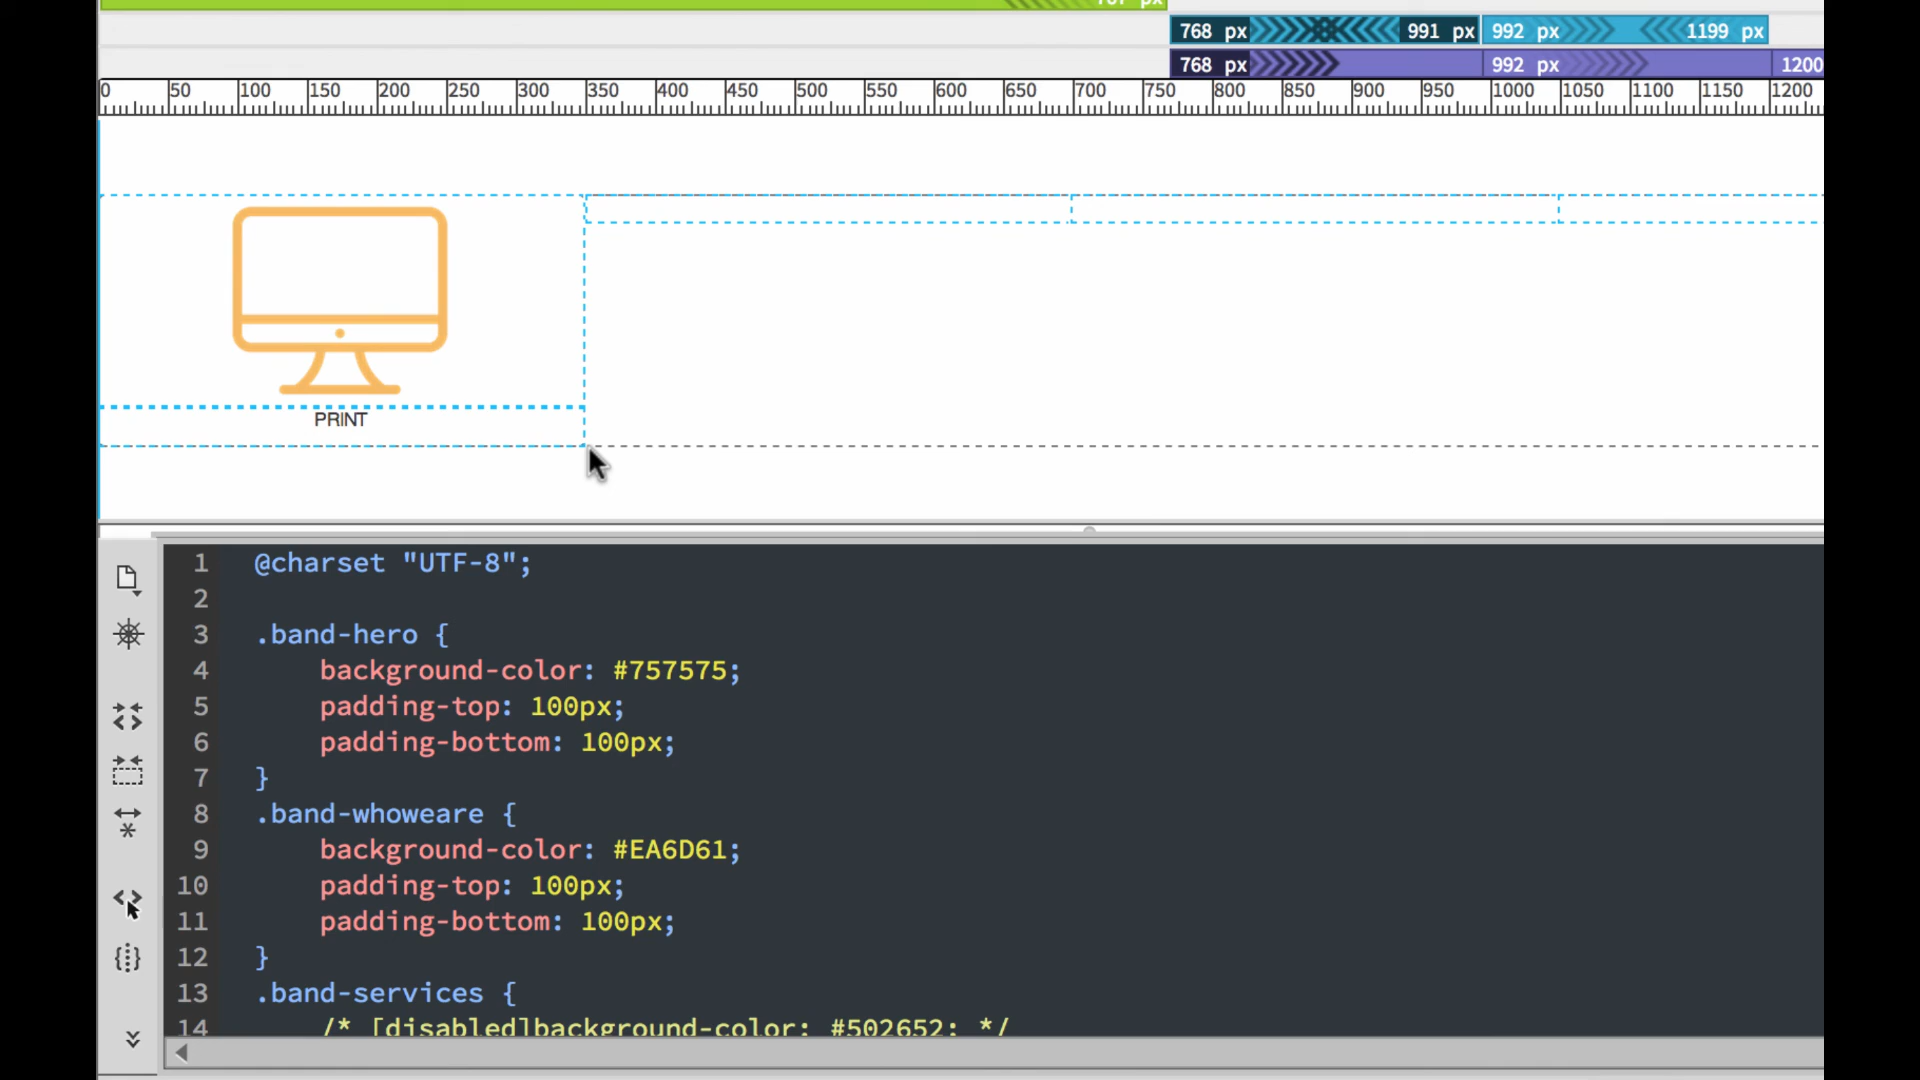 767 px
768 px 991 px 992 px 1199 px
768 px 992 px 1200
0 50 100 150 200 250 300 350 400 450 500 550 600 650 700 750 800 850 900 950 1000 1050 1100 1150 1200
PRINT
1 @charset "UTF-8";
2
3 .band-hero {
4 background-color: #757575;
5 padding-top: 100px;
6 padding-bottom: 100px;
7 }
8 .band-whoweare {
9 background-color: #EA6D61;
10 padding-top: 100px;
11 padding-bottom: 100px;
12 }
13 .band-services {
14 /* [disabled]background-color: #502652; */